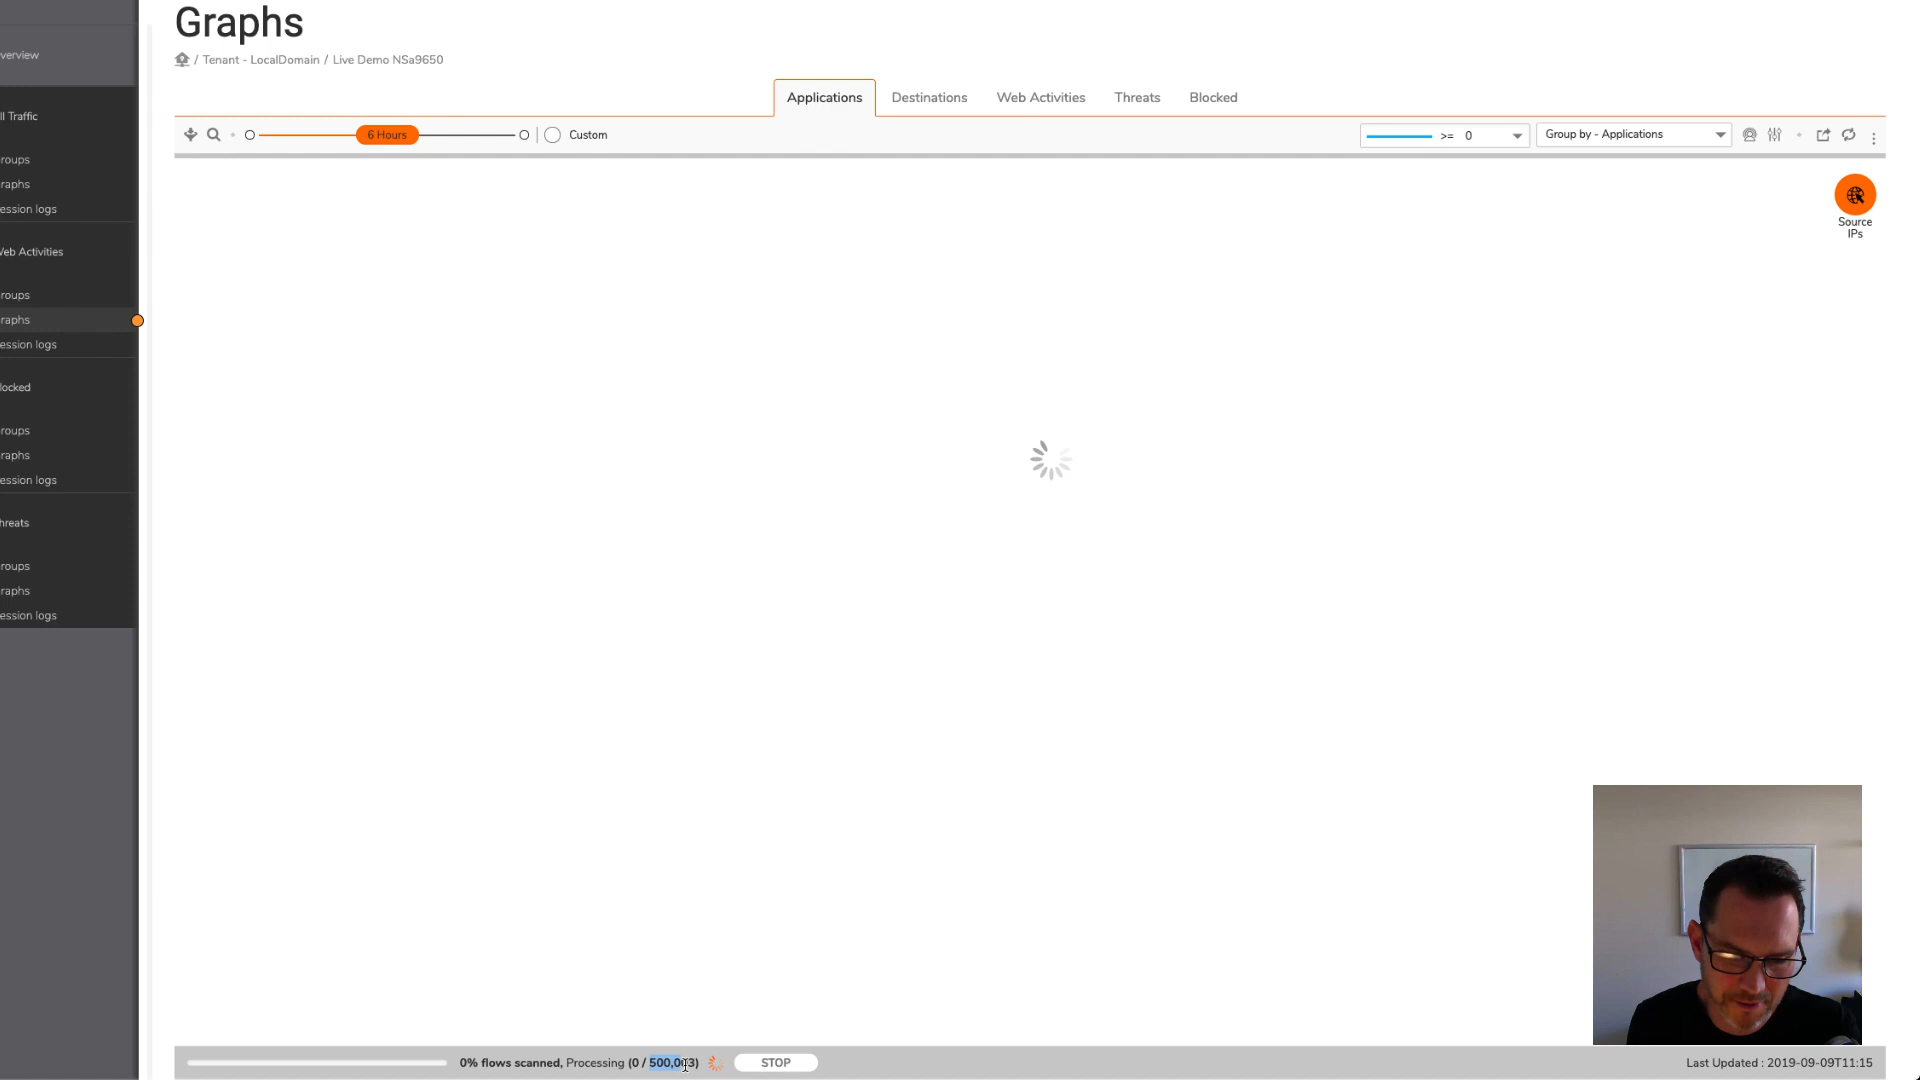 Graphs
/ Tenant - LocalDomain / Live Demo NSa9650
Applications Destinations Web Activities Threats Blocked
6 Hours Custom >= 0 Group by - Applications
Source
IPs
verview
ll Traffic
roups
raphs
ession logs
eb Activities
roups
raphs
ession logs
locked
roups
raphs
ession logs
hreats
roups
raphs
ession logs
0% flows scanned, Processing (0 / STOP Last Updated : 2019-09-09T11:15